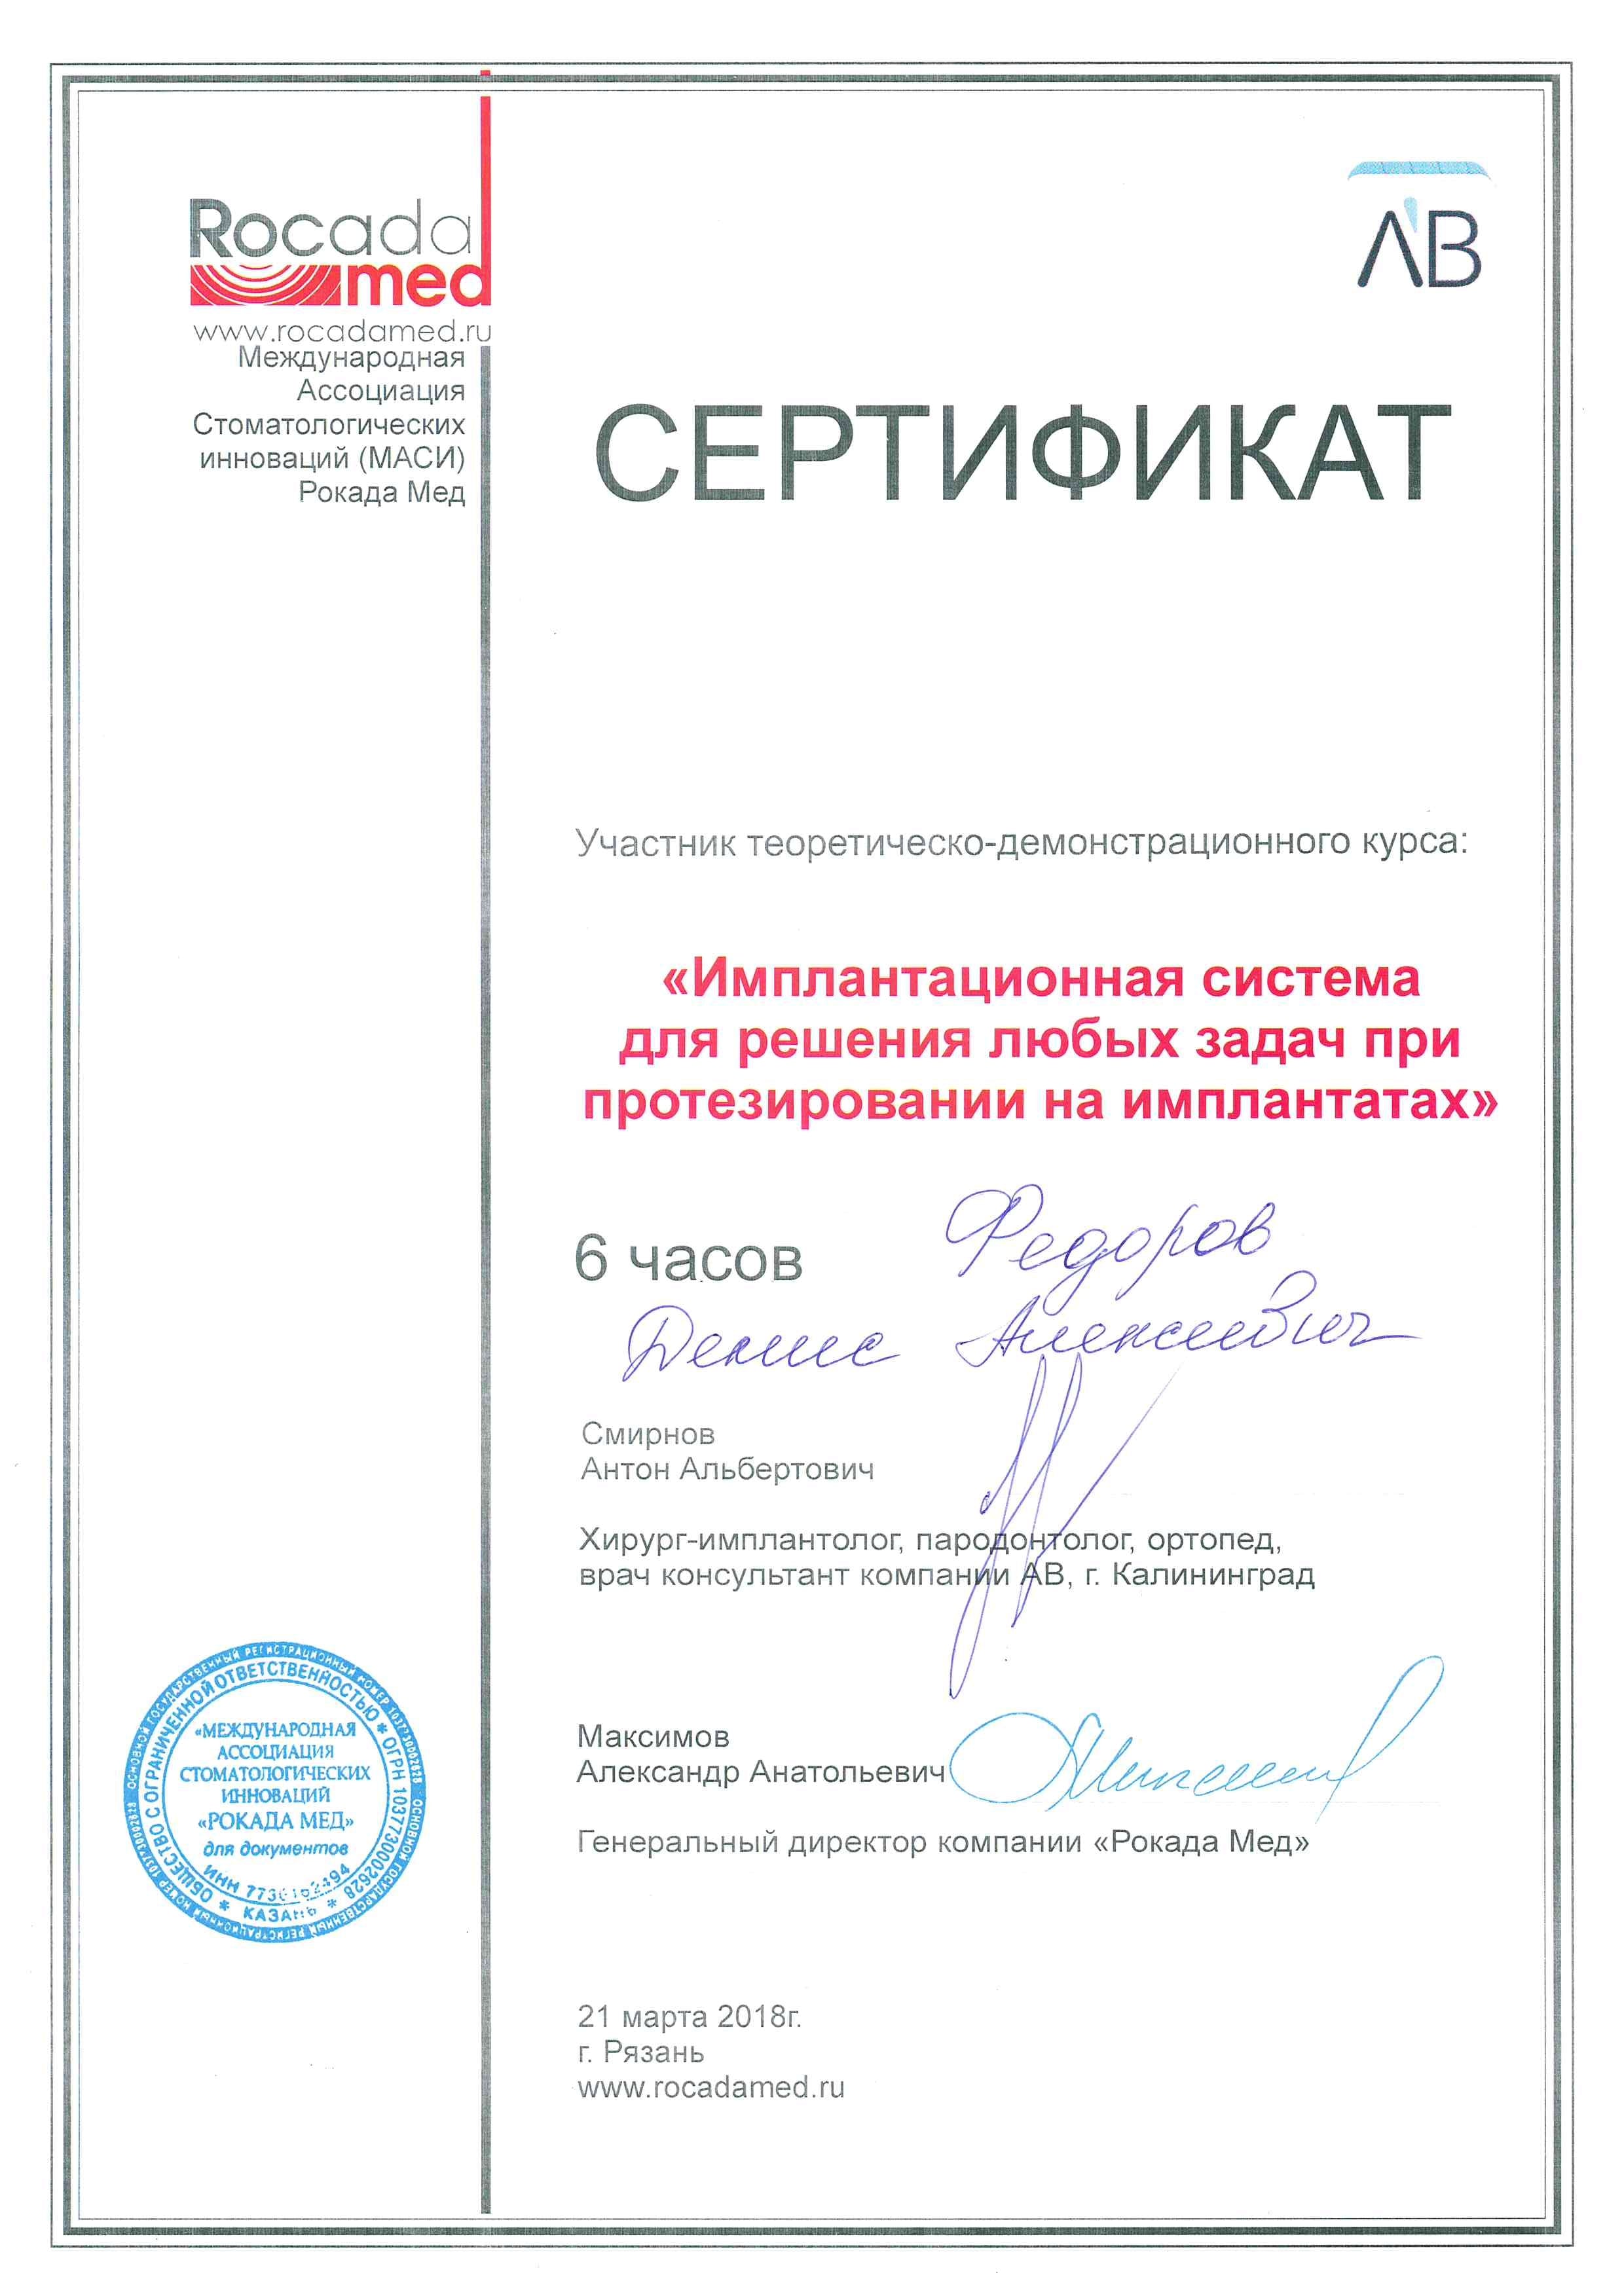 Rocada
med
www.rocadamed.ru
Международная
Ассоциация
Стоматологических
инноваций (МАСИ)
Рокада Мед
AB
СЕРТИФИКАТ
Участник теоретическо-демонстрационного курса:
«Имплантационная система
для решения любых задач при
протезировании на имплантатах»
6 часов
Федоров
Денис Алексеевич
Смирнов
Антон Альбертович
Хирург-имплантолог, пародонтолог, ортопед,
врач консультант компании АВ, г. Калининград
Максимов
Александр Анатольевич
Генеральный директор компании «Рокада Мед»
ОСНОВНОЙ ГОСУДАРСТВЕННЫЙ РЕГИСТРАЦИОННЫЙ НОМЕР 1037730002628
ОБЩЕСТВО С ОГРАНИЧЕННОЙ ОТВЕТСТВЕННОСТЬЮ * ОГРН 1037730002628
«МЕЖДУНАРОДНАЯ
АССОЦИАЦИЯ
СТОМАТОЛОГИЧЕСКИХ
ИННОВАЦИЙ
«РОКАДА МЕД»
для документов
ИНН
* КАЗАНЬ *
21 марта 2018г.
г. Рязань
www.rocadamed.ru